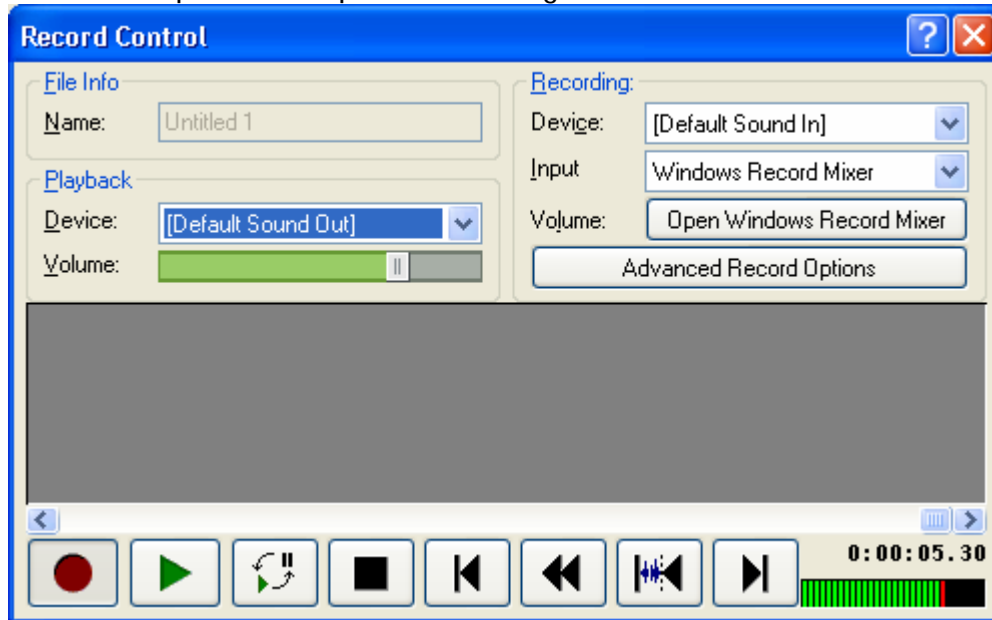 Record Control
File Info
Name: Untitled 1
Playback
Device: [Default Sound Out]
Volume:
Recording:
Device: [Default Sound In]
Input Windows Record Mixer
Volume: Open Windows Record Mixer
Advanced Record Options
0:00:05.30